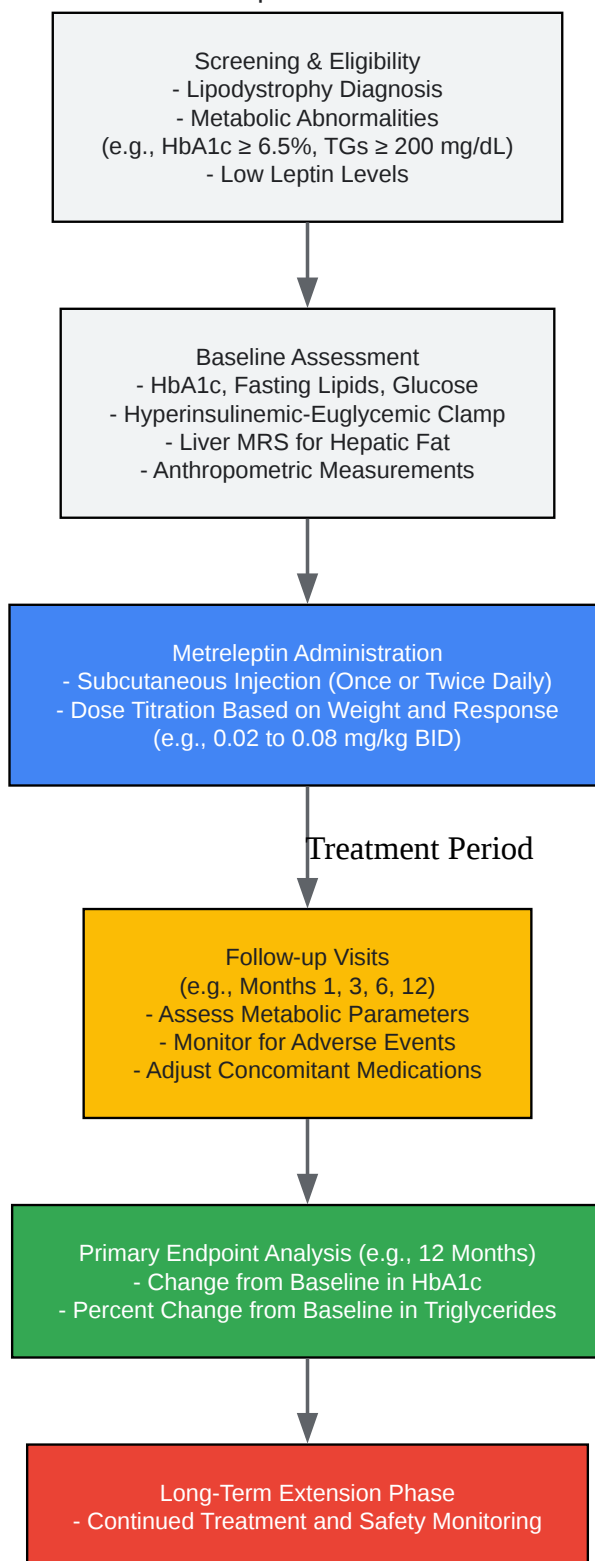 Screening & Eligibility
- Lipodystrophy Diagnosis
- Metabolic Abnormalities
(e.g., HbA1c ≥ 6.5%, TGs ≥ 200 mg/dL)
- Low Leptin Levels
Baseline Assessment
- HbA1c, Fasting Lipids, Glucose
- Hyperinsulinemic-Euglycemic Clamp
- Liver MRS for Hepatic Fat
- Anthropometric Measurements
Metreleptin Administration
- Subcutaneous Injection (Once or Twice Daily)
- Dose Titration Based on Weight and Response
(e.g., 0.02 to 0.08 mg/kg BID)
Treatment Period
Follow-up Visits
(e.g., Months 1, 3, 6, 12)
- Assess Metabolic Parameters
- Monitor for Adverse Events
- Adjust Concomitant Medications
Primary Endpoint Analysis (e.g., 12 Months)
- Change from Baseline in HbA1c
- Percent Change from Baseline in Triglycerides
Long-Term Extension Phase
- Continued Treatment and Safety Monitoring